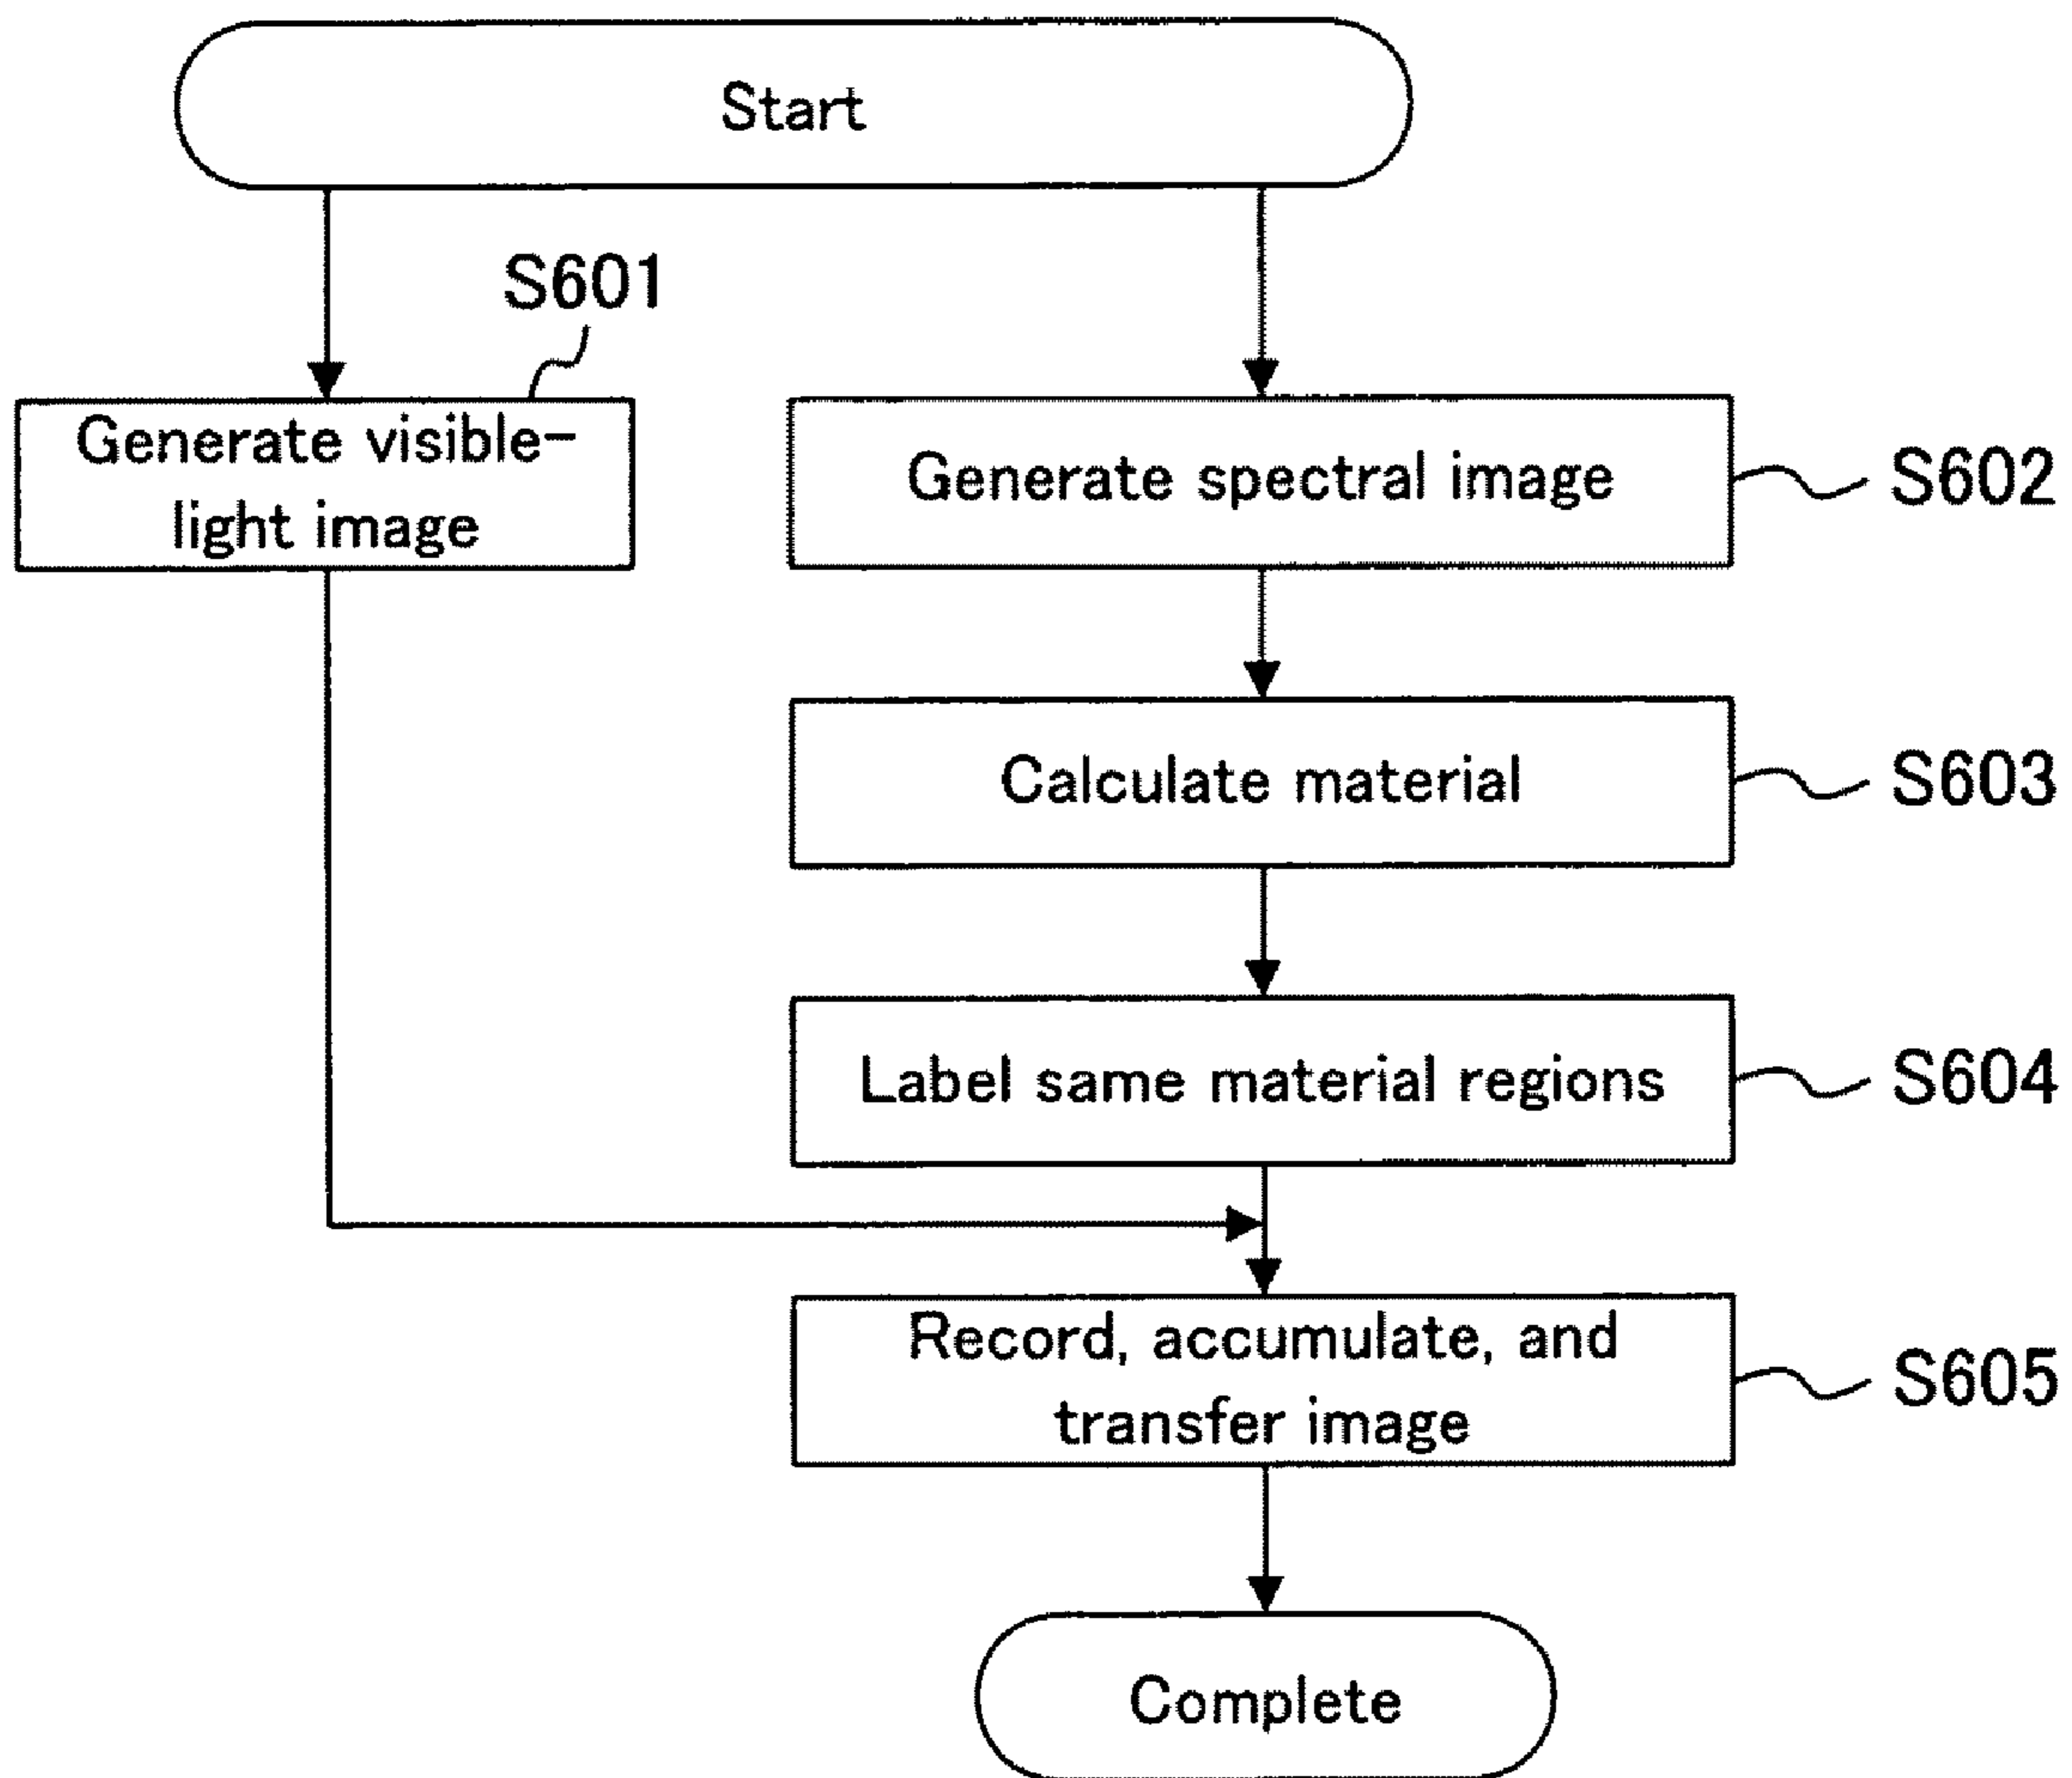 Start
S601
Generate visible-
light image
Generate spectral image
S602
Calculate material
S603
Label same material regions
S604
Record, accumulate, and
transfer image
S605
Complete